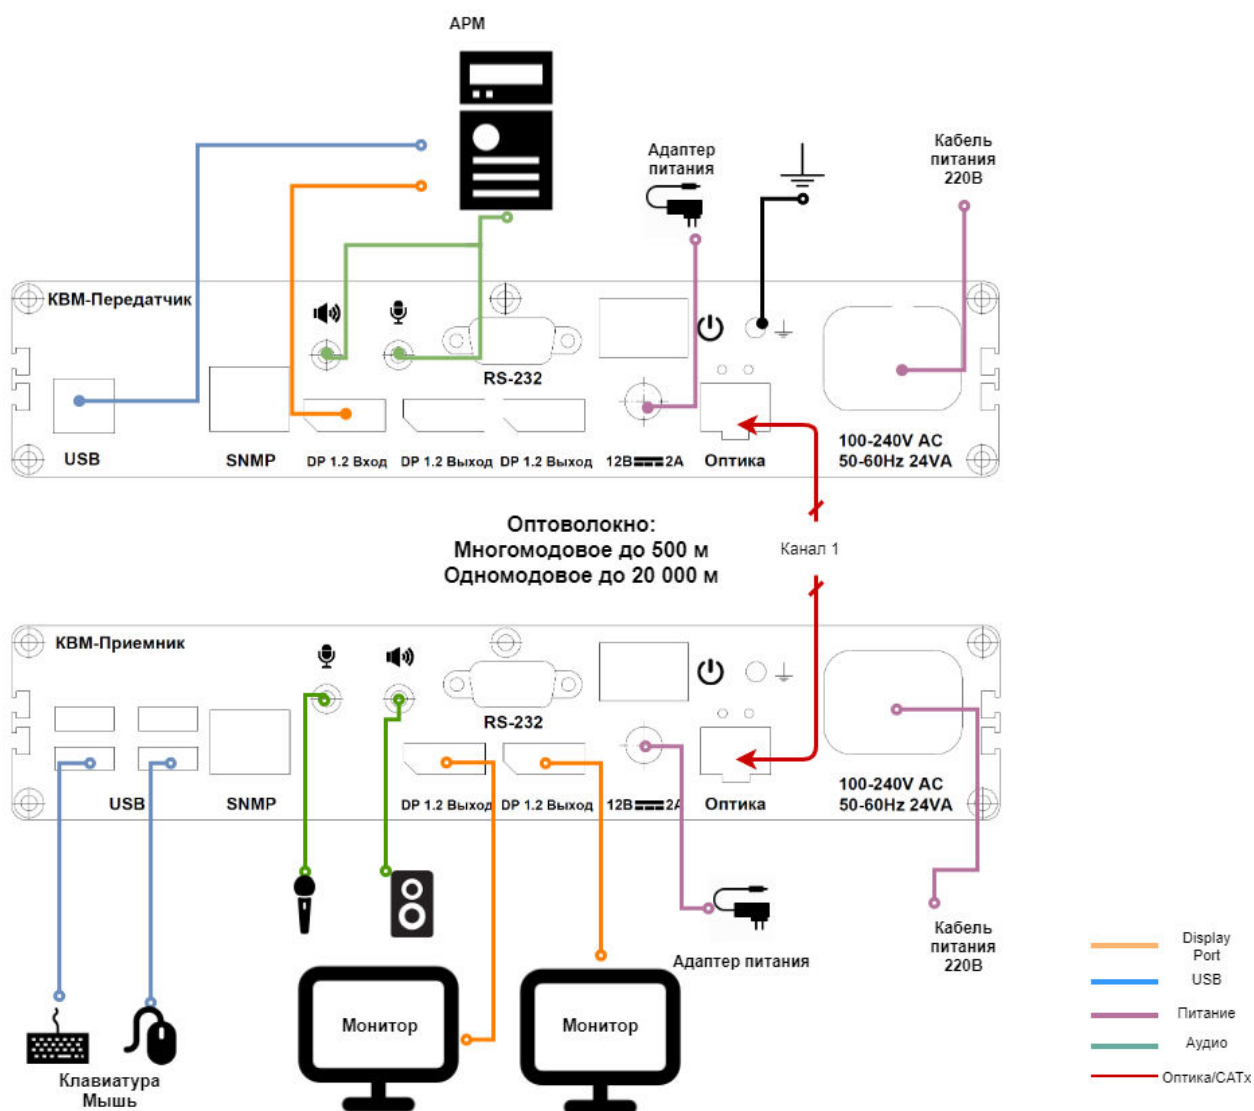 АРМ
Адаптер
питания
Кабель
питания
220В
КВМ-Передатчик
RS-232
USB
SNMP
DP 1.2 Вход
DP 1.2 Выход
DP 1.2 Выход
12В 2А
Оптика
100-240V AC
50-60Hz 24VA
Оптоволокно:
Многомодовое до 500 м
Одномодовое до 20 000 м
Канал 1
КВМ-Приемник
RS-232
USB
SNMP
DP 1.2 Выход
DP 1.2 Выход
12В 2А
Оптика
100-240V AC
50-60Hz 24VA
Адаптер питания
Кабель
питания
220В
Монитор
Монитор
Клавиатура
Мышь
Display
Port
USB
Питание
Аудио
Оптика/CATx